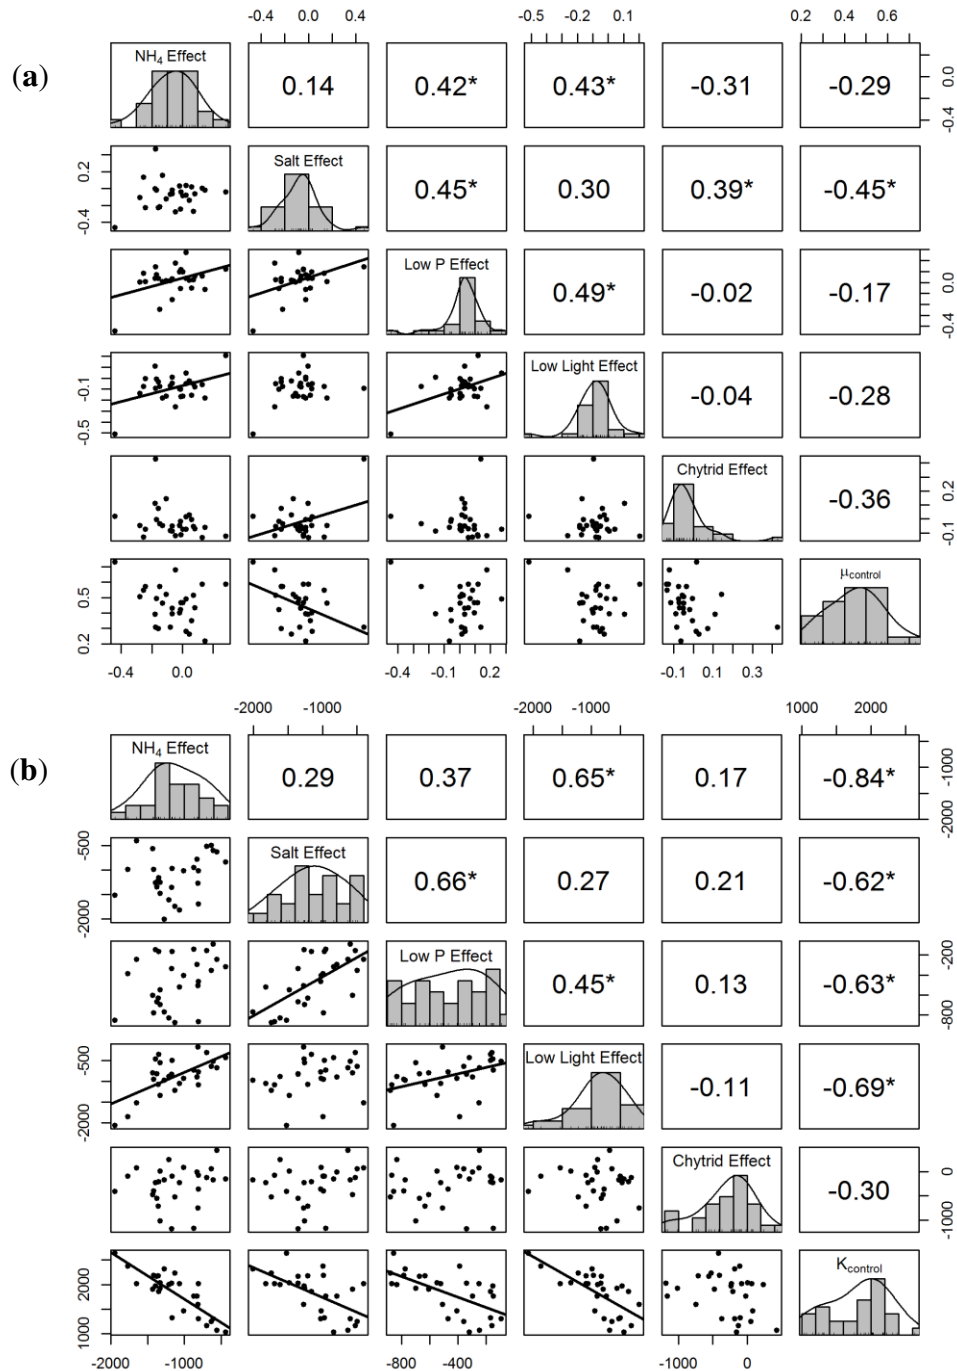 -0.4 0.0 0.4 -0.5 -0.2 0.1 0.2 0.4 0.6
(a)
NH₄ Effect 0.14 0.42* 0.43* -0.31 -0.29 -0.4 0.0
0.2 -0.4 Salt Effect 0.45* 0.30 0.39* -0.45*
Low P Effect 0.49* -0.02 -0.17 -0.4 0.0
-0.1 -0.5 Low Light Effect -0.04 -0.28
Chytrid Effect -0.36 -0.1 0.2
0.5 0.2 μcontrol
-0.4 0.0 -0.4 -0.1 0.2 -0.1 0.1 0.4
-2000 -1000 -2000 -1000 1000 2000
(b)
NH₄ Effect 0.29 0.37 0.65* 0.17 -0.84* -2000 -1000
-500 -2000 Salt Effect 0.66* 0.27 0.21 -0.62*
Low P Effect 0.45* 0.13 -0.63* -800 -200
-500 -2000 Low Light Effect -0.11 -0.69*
Chytrid Effect -0.30 -1000 0
2000 1000 Kcontrol
-2000 -1000 -800 -400 -1000 0